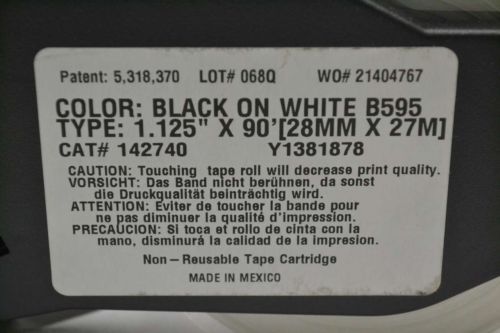 Patent: 5,318,370 LOT# 068Q WO# 21404767
COLOR: BLACK ON WHITE B595
TYPE: 1.125" X 90'[28MM X 27M]
CAT# 142740 Y1381878
CAUTION: Touching tape roll will decrease print quality.
VORSICHT: Das Band nicht berühnen, da sonst
die Druckqualität beinträchtig wird.
ATTENTION: Eviter de toucher la bande pour
ne pas diminuer la qualité d'impression.
PRECAUCION: Si toca et rollo de cinta con la
mano, disminurá la calidad de la impresion.
Non-Reusable Tape Cartridge
MADE IN MEXICO